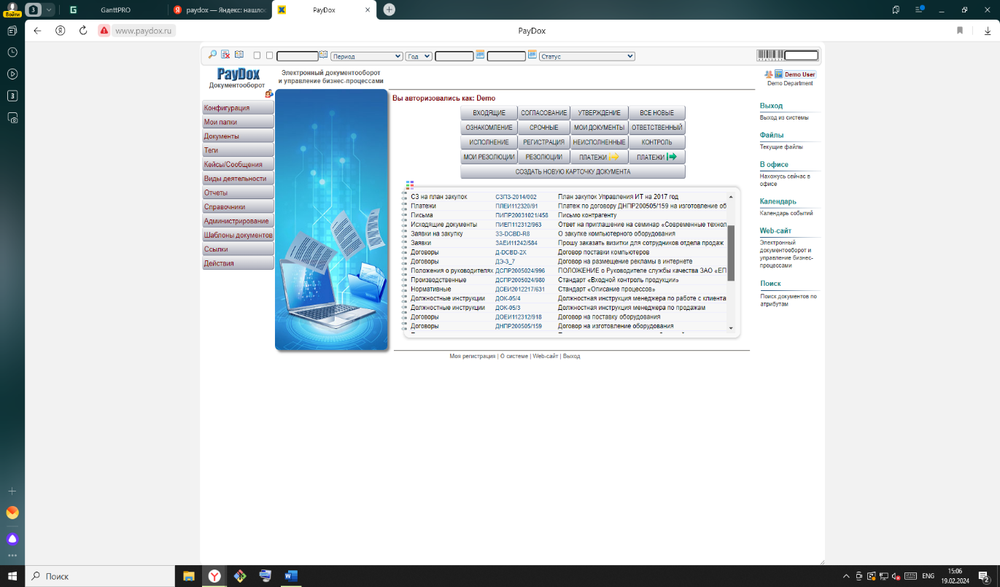 Войти
3
GanttPRO
paydox — Яндекс: нашлос
PayDox
www.paydox.ru
PayDox
Период
Год
Статус
PayDox
Документооборот
Электронный документооборот
и управление бизнес-процессами
Demo User
Demo Department
Вы авторизовались как: Demo
Конфигурация
Мои папки
Документы
Теги
Кейсы/Сообщения
Виды деятельности
Отчеты
Справочники
Администрирование
Шаблоны документов
Ссылки
Действия
ВХОДЯЩИЕ СОГЛАСОВАНИЕ УТВЕРЖДЕНИЕ ВСЕ НОВЫЕ
ОЗНАКОМЛЕНИЕ СРОЧНЫЕ МОИ ДОКУМЕНТЫ ОТВЕТСТВЕННЫЙ
ИСПОЛНЕНИЕ РЕГИСТРАЦИЯ НЕИСПОЛНЕННЫЕ КОНТРОЛЬ
МОИ РЕЗОЛЮЦИИ РЕЗОЛЮЦИИ ПЛАТЕЖИ ПЛАТЕЖИ
СОЗДАТЬ НОВУЮ КАРТОЧКУ ДОКУМЕНТА
СЗ на план закупок СЗПЗ-2014/002 План закупок Управления ИТ на 2017 год
Платежи ПЛЕИ112320/91 Платеж по договору ДНПР200505/159 на изготовление об
Письма ПИПР20031021/458 Письмо контрагенту
Исходящие документы ПИЕП112312/963 Ответ на приглашение на семинар «Современные технол
Заявки на закупку ЗЗ-DCBD-R8 О закупке компьютерного оборудования
Заявки ЗАЕИ11242/584 Прошу заказать визитки для сотрудников отдела продаж
Договоры Д-DCBD-2X Договор поставки компьютеров
Договоры ДЭ-3_7 Договор на размещение рекламы в интернете
Положения о руководителях ДСПР2005024/996 ПОЛОЖЕНИЕ о Руководителе службы качества ЗАО «ЕП
Производственные ДСПР2005024/980 Стандарт «Входной контроль продукции»
Нормативные ДСЕИ2012217/631 Стандарт «Описание процессов»
Должностные инструкции ДОК-05/4 Должностная инструкция менеджера по работе с клиента
Должностные инструкции ДОК-05/3 Должностная инструкция менеджера по продажам
Договоры ДОЕИ112312/918 Договор на поставку оборудования
Договоры ДНПР200505/159 Договор на изготовление оборудования
Моя регистрация | О системе | Web-сайт | Выход
Выход
Выход из системы
Файлы
Текущие файлы
В офисе
Нахожусь сейчас в
офисе
Календарь
Календарь событий
Web-сайт
Электронный
документооборот и
управление бизнес-
процессами
Поиск
Поиск документов по
атрибутам
3
Поиск
ENG
15:06
19.02.2024
2